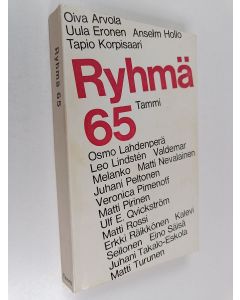 Oiva Arvola
Uula Eronen Anselm Hollo
Tapio Korpisaari
Ryhmä
65
Tammi
Osmo Lahdenperä
Leo Lindstén Valdemar
Melanko Matti Nevalainen
Juhani Peltonen
Veronica Pimenoff
Matti Pirinen
Ulf E. Qvickström
Matti Rossi
Erkki Räikkönen Kalevi
Seilonen Eino Säisä
Juhani Takalo-Eskola
Matti Turunen
Ryhmä 65